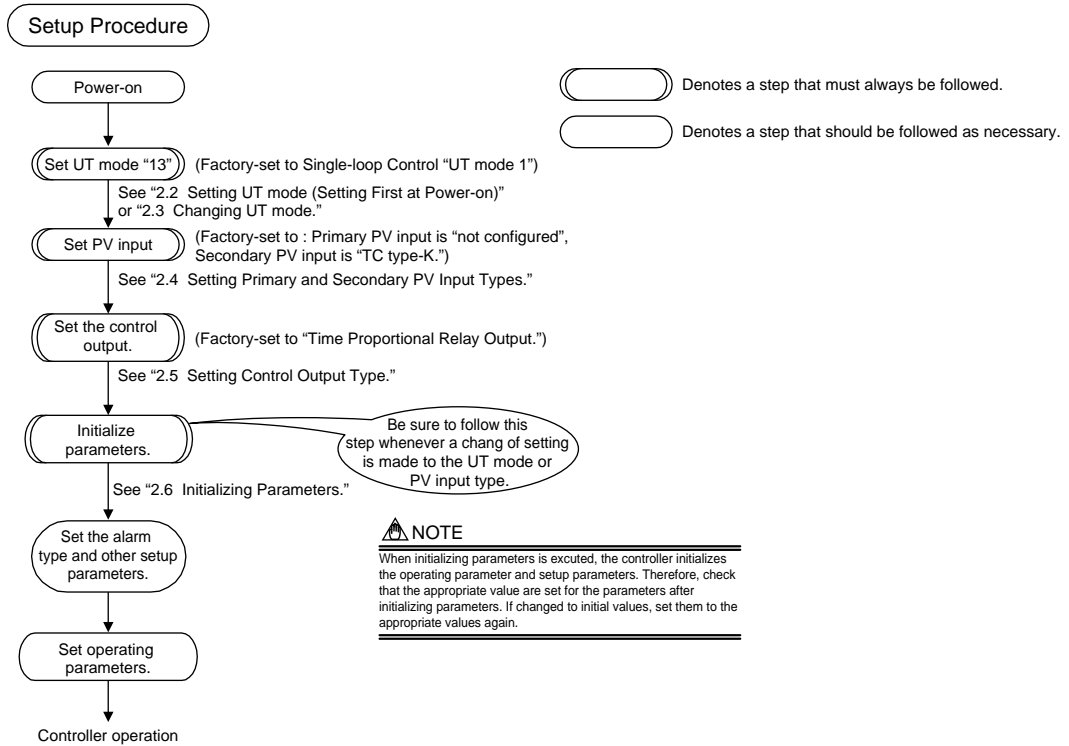 Setup Procedure
Power-on
Denotes a step that must always be followed.
Denotes a step that should be followed as necessary.
Set UT mode “13”
(Factory-set to Single-loop Control “UT mode 1”)
See “2.2 Setting UT mode (Setting First at Power-on)”
or “2.3 Changing UT mode.”
Set PV input
(Factory-set to : Primary PV input is “not configured”,
Secondary PV input is “TC type-K.”)
See “2.4 Setting Primary and Secondary PV Input Types.”
Set the control
output.
(Factory-set to “Time Proportional Relay Output.”)
See “2.5 Setting Control Output Type.”
Initialize
parameters.
Be sure to follow this
step whenever a chang of setting
is made to the UT mode or
PV input type.
See “2.6 Initializing Parameters.”
Set the alarm
type and other setup
parameters.
NOTE
When initializing parameters is excuted, the controller initializes
the operating parameter and setup parameters. Therefore, check
that the appropriate value are set for the parameters after
initializing parameters. If changed to initial values, set them to the
appropriate values again.
Set operating
parameters.
Controller operation